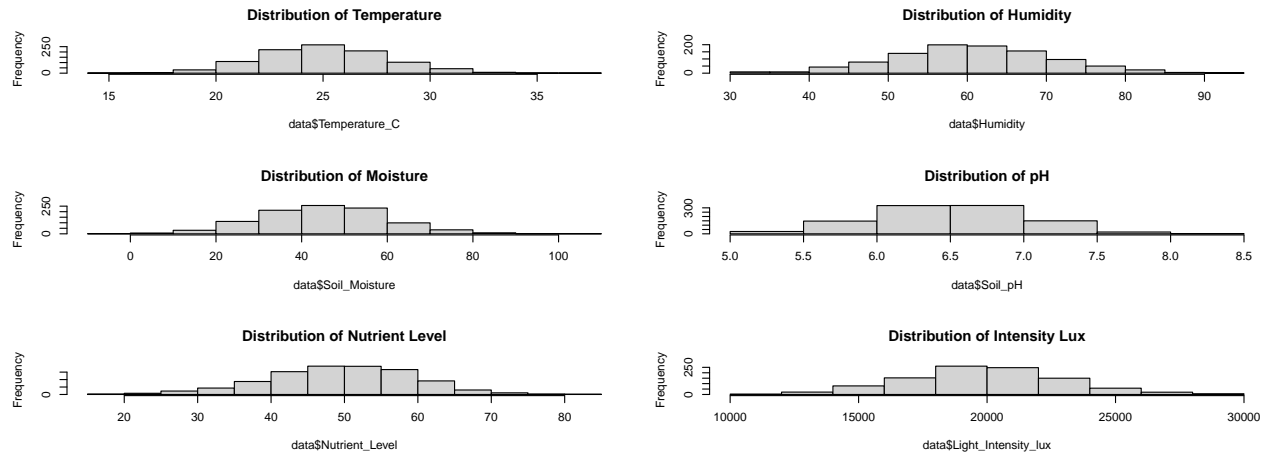 Distribution of Temperature
Frequency
0 250
15 20 25 30 35
data$Temperature_C
Distribution of Humidity
Frequency
0 200
30 40 50 60 70 80 90
data$Humidity
Distribution of Moisture
Frequency
0 250
0 20 40 60 80 100
data$Soil_Moisture
Distribution of pH
Frequency
0 300
5.0 5.5 6.0 6.5 7.0 7.5 8.0 8.5
data$Soil_pH
Distribution of Nutrient Level
Frequency
0
20 30 40 50 60 70 80
data$Nutrient_Level
Distribution of Intensity Lux
Frequency
0 250
10000 15000 20000 25000 30000
data$Light_Intensity_lux